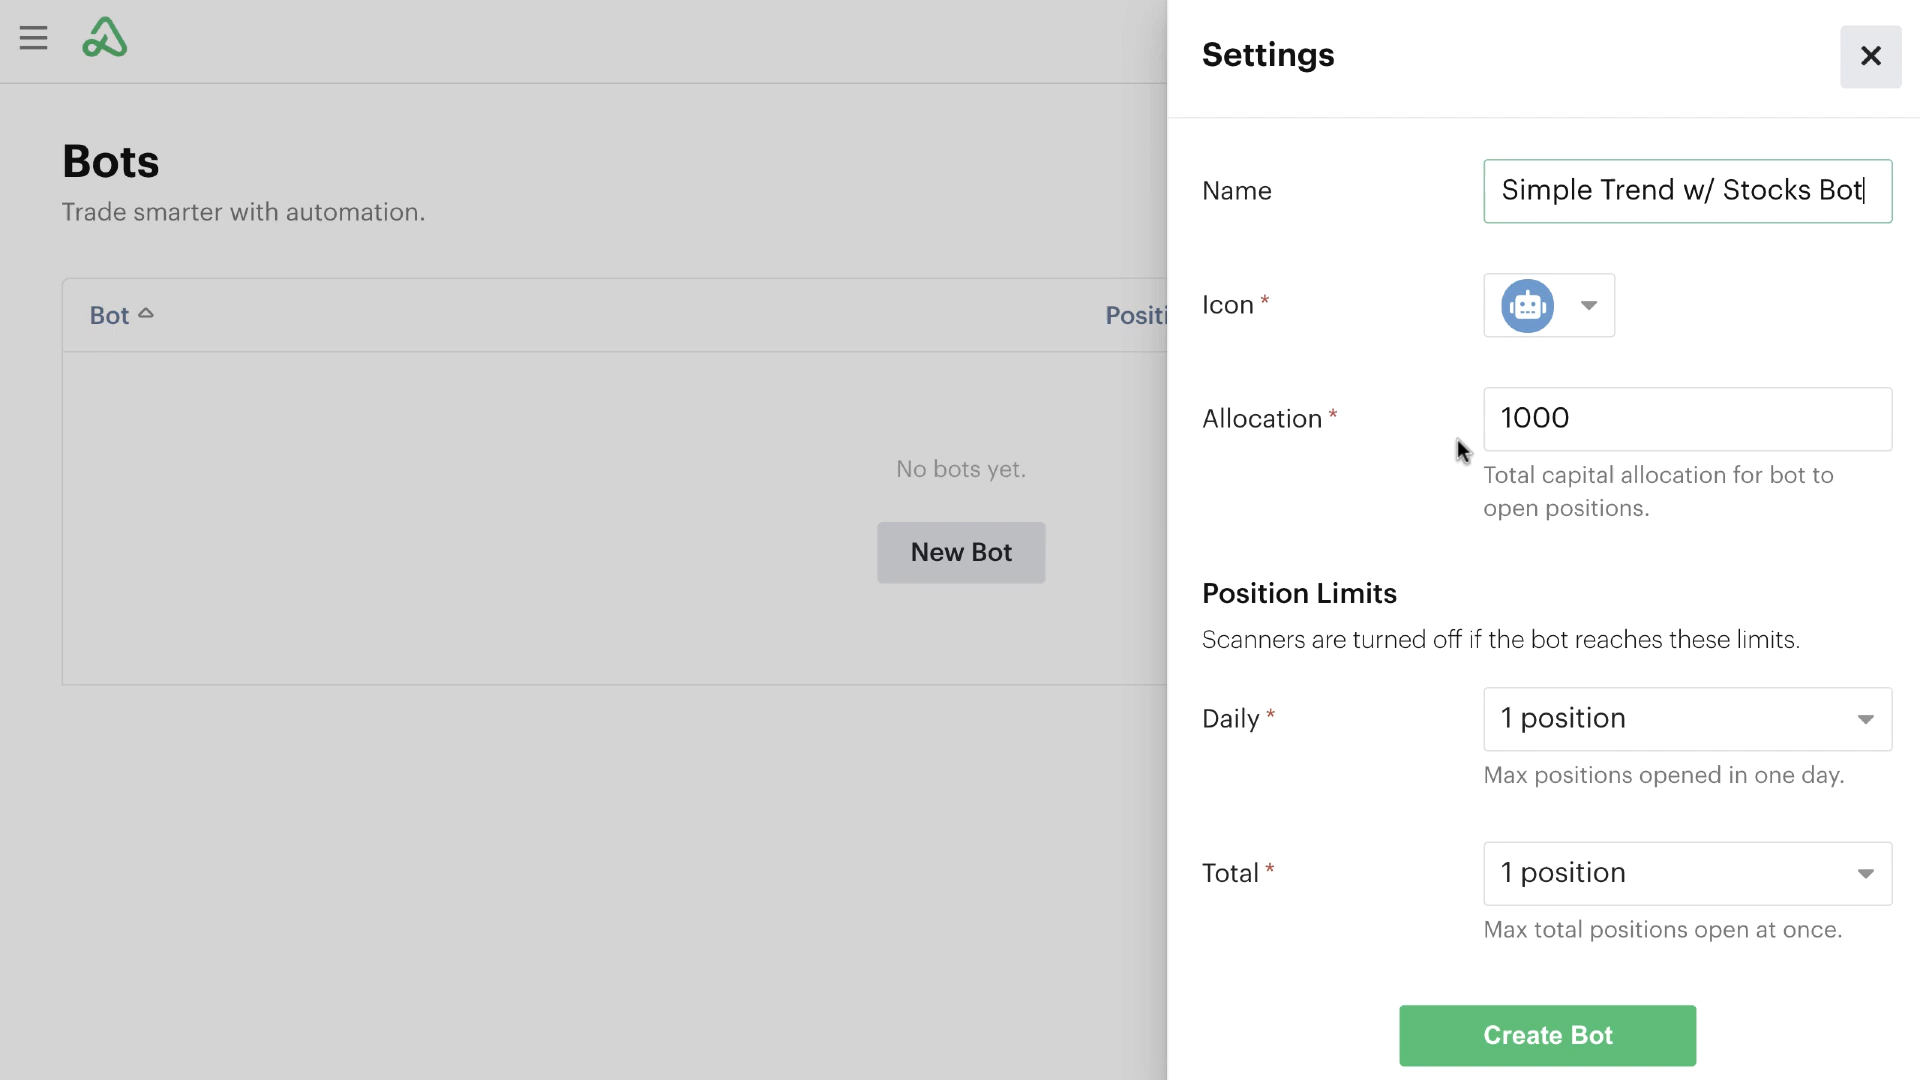 Settings
Bots
Trade smarter with automation.
Bot
Positi
No bots yet.
New Bot
Name
Simple Trend w/ Stocks Bot
Icon *
Allocation *
1000
Total capital allocation for bot to
open positions.
Position Limits
Scanners are turned off if the bot reaches these limits.
Daily *
1 position
Max positions opened in one day.
Total *
1 position
Max total positions open at once.
Create Bot